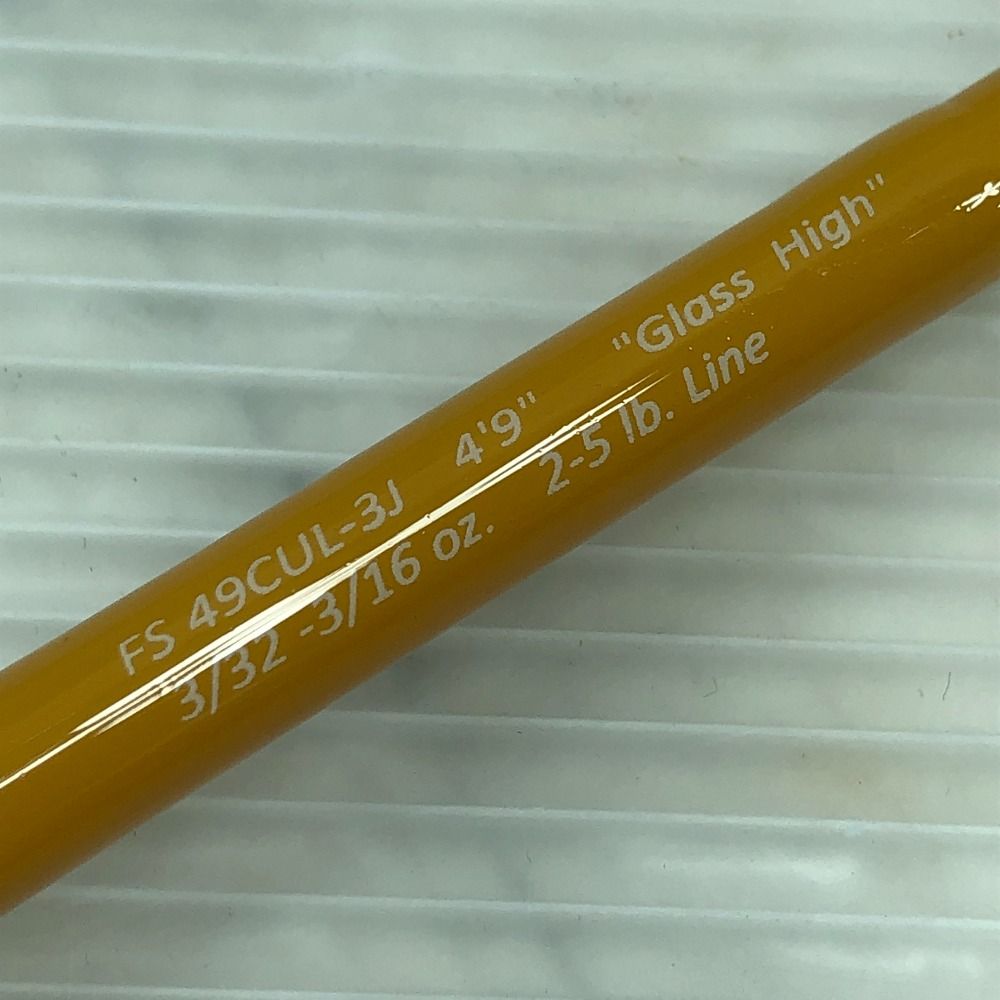 FS 49CUL-3J 4'9" "Glass High"
3/32 -3/16 oz. 2-5 lb. Line